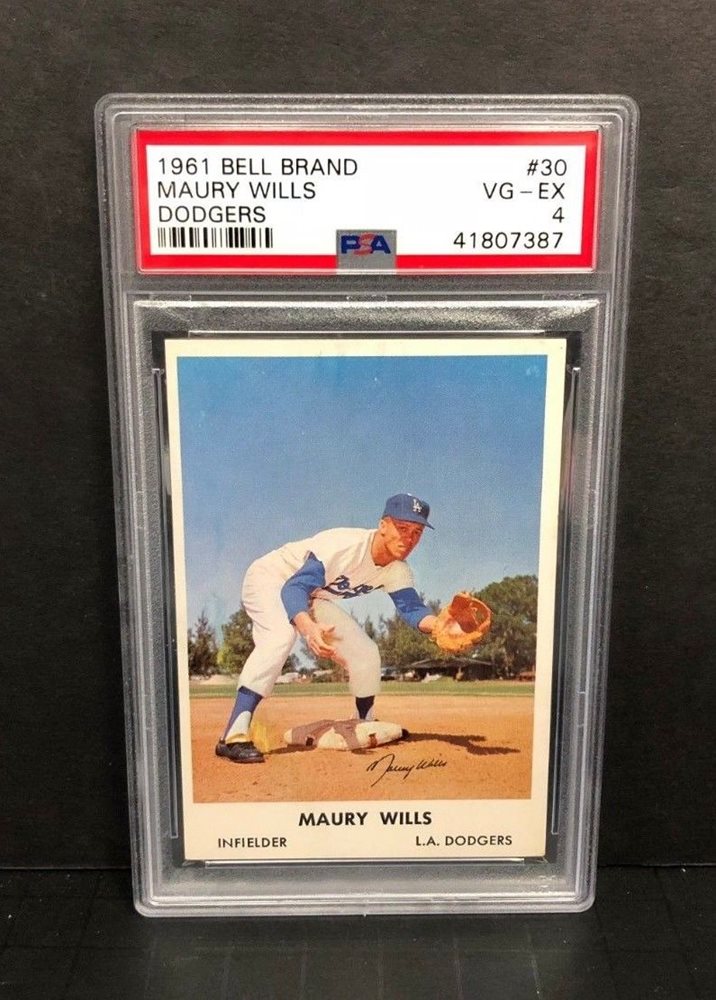 1961 BELL BRAND #30
MAURY WILLS VG-EX
DODGERS 4
PSA 41807387
LA
Dodgers
Maury Wills
MAURY WILLS
INFIELDER L.A. DODGERS